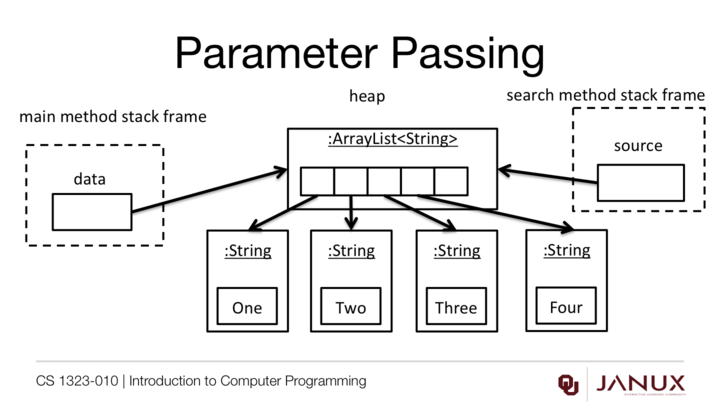 Parameter Passing
heap
main method stack frame
search method stack frame
:ArrayList<String>
data
source
:String
:String
:String
:String
One
Two
Three
Four
CS 1323-010 | Introduction to Computer Programming
JANUX